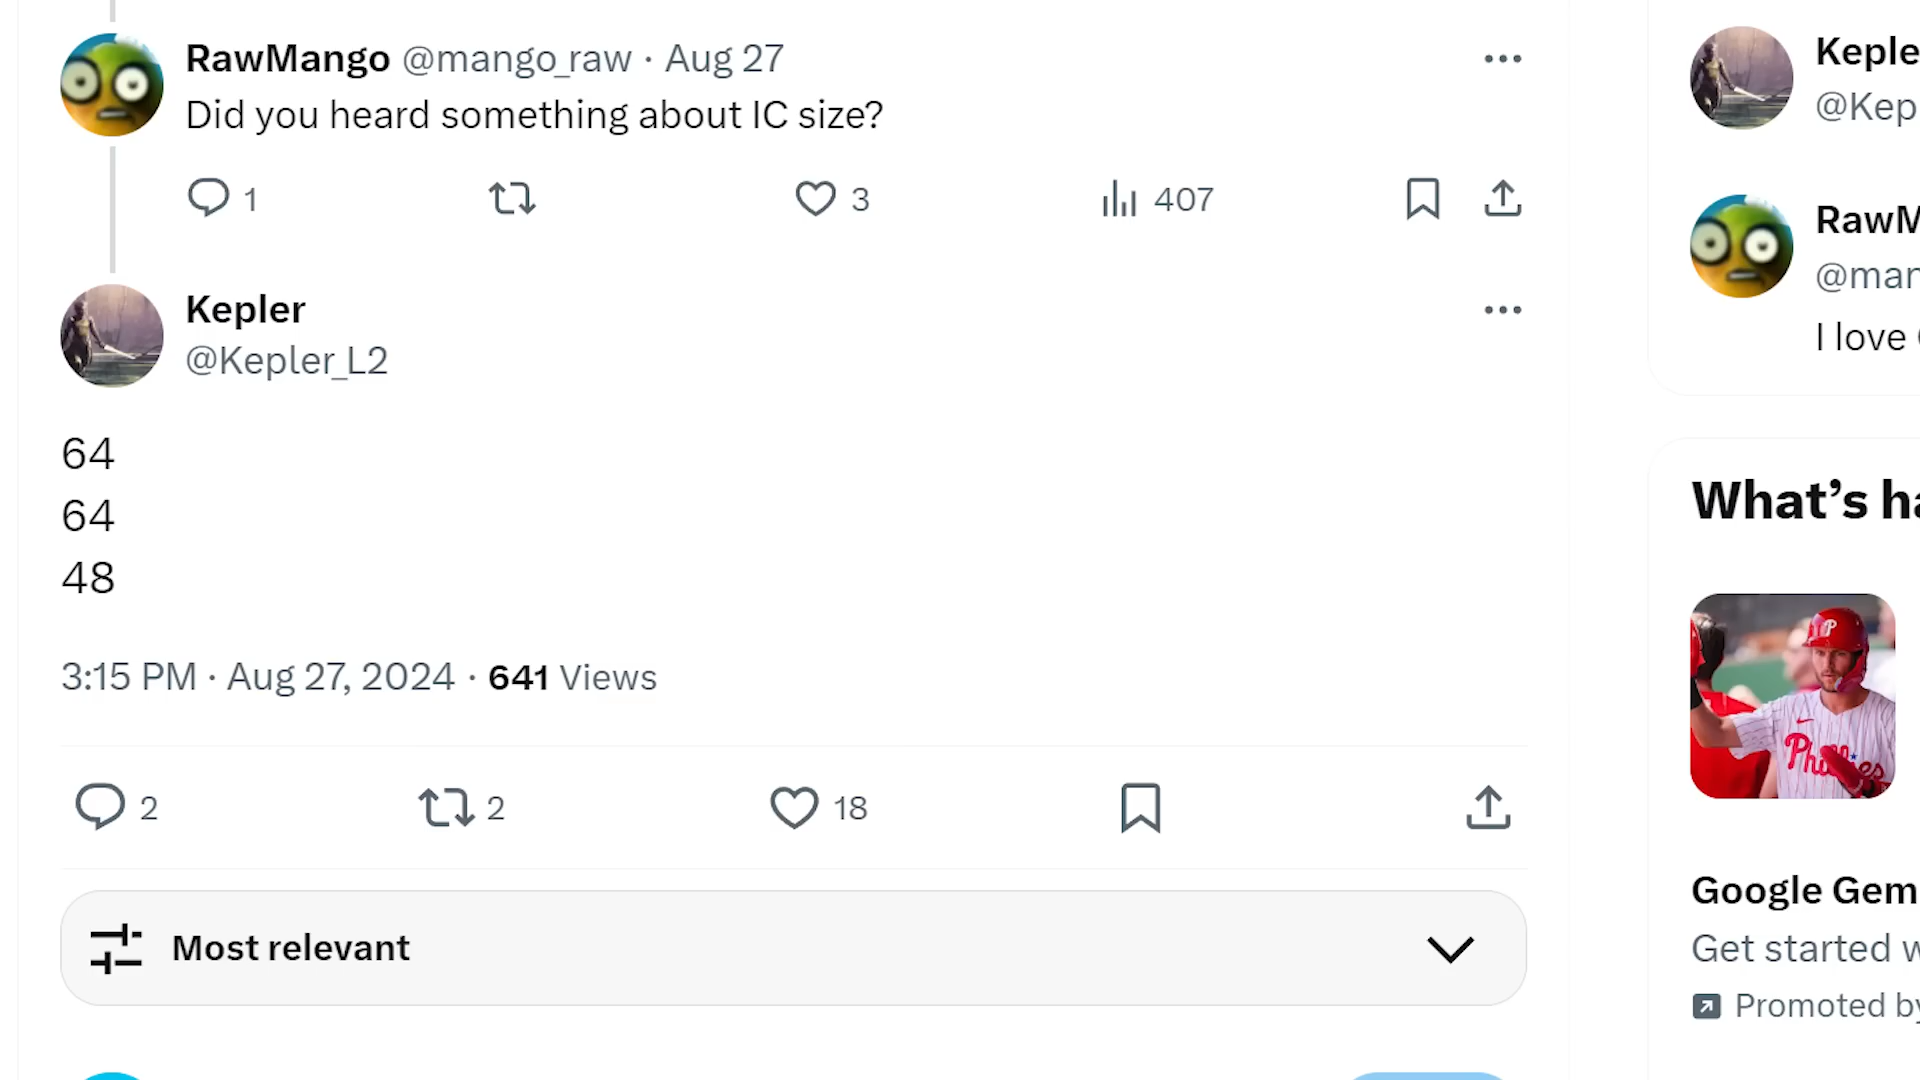 RawMango @mango_raw · Aug 27
Did you heard something about IC size?
1 3 407
Kepler
@Kepler_L2
64
64
48
3:15 PM · Aug 27, 2024 · 641 Views
2 2 18
Most relevant
Keple
@Kep
RawM
@man
I love
What's ha
P
Phillies
Google Gem
Get started w
Promoted by